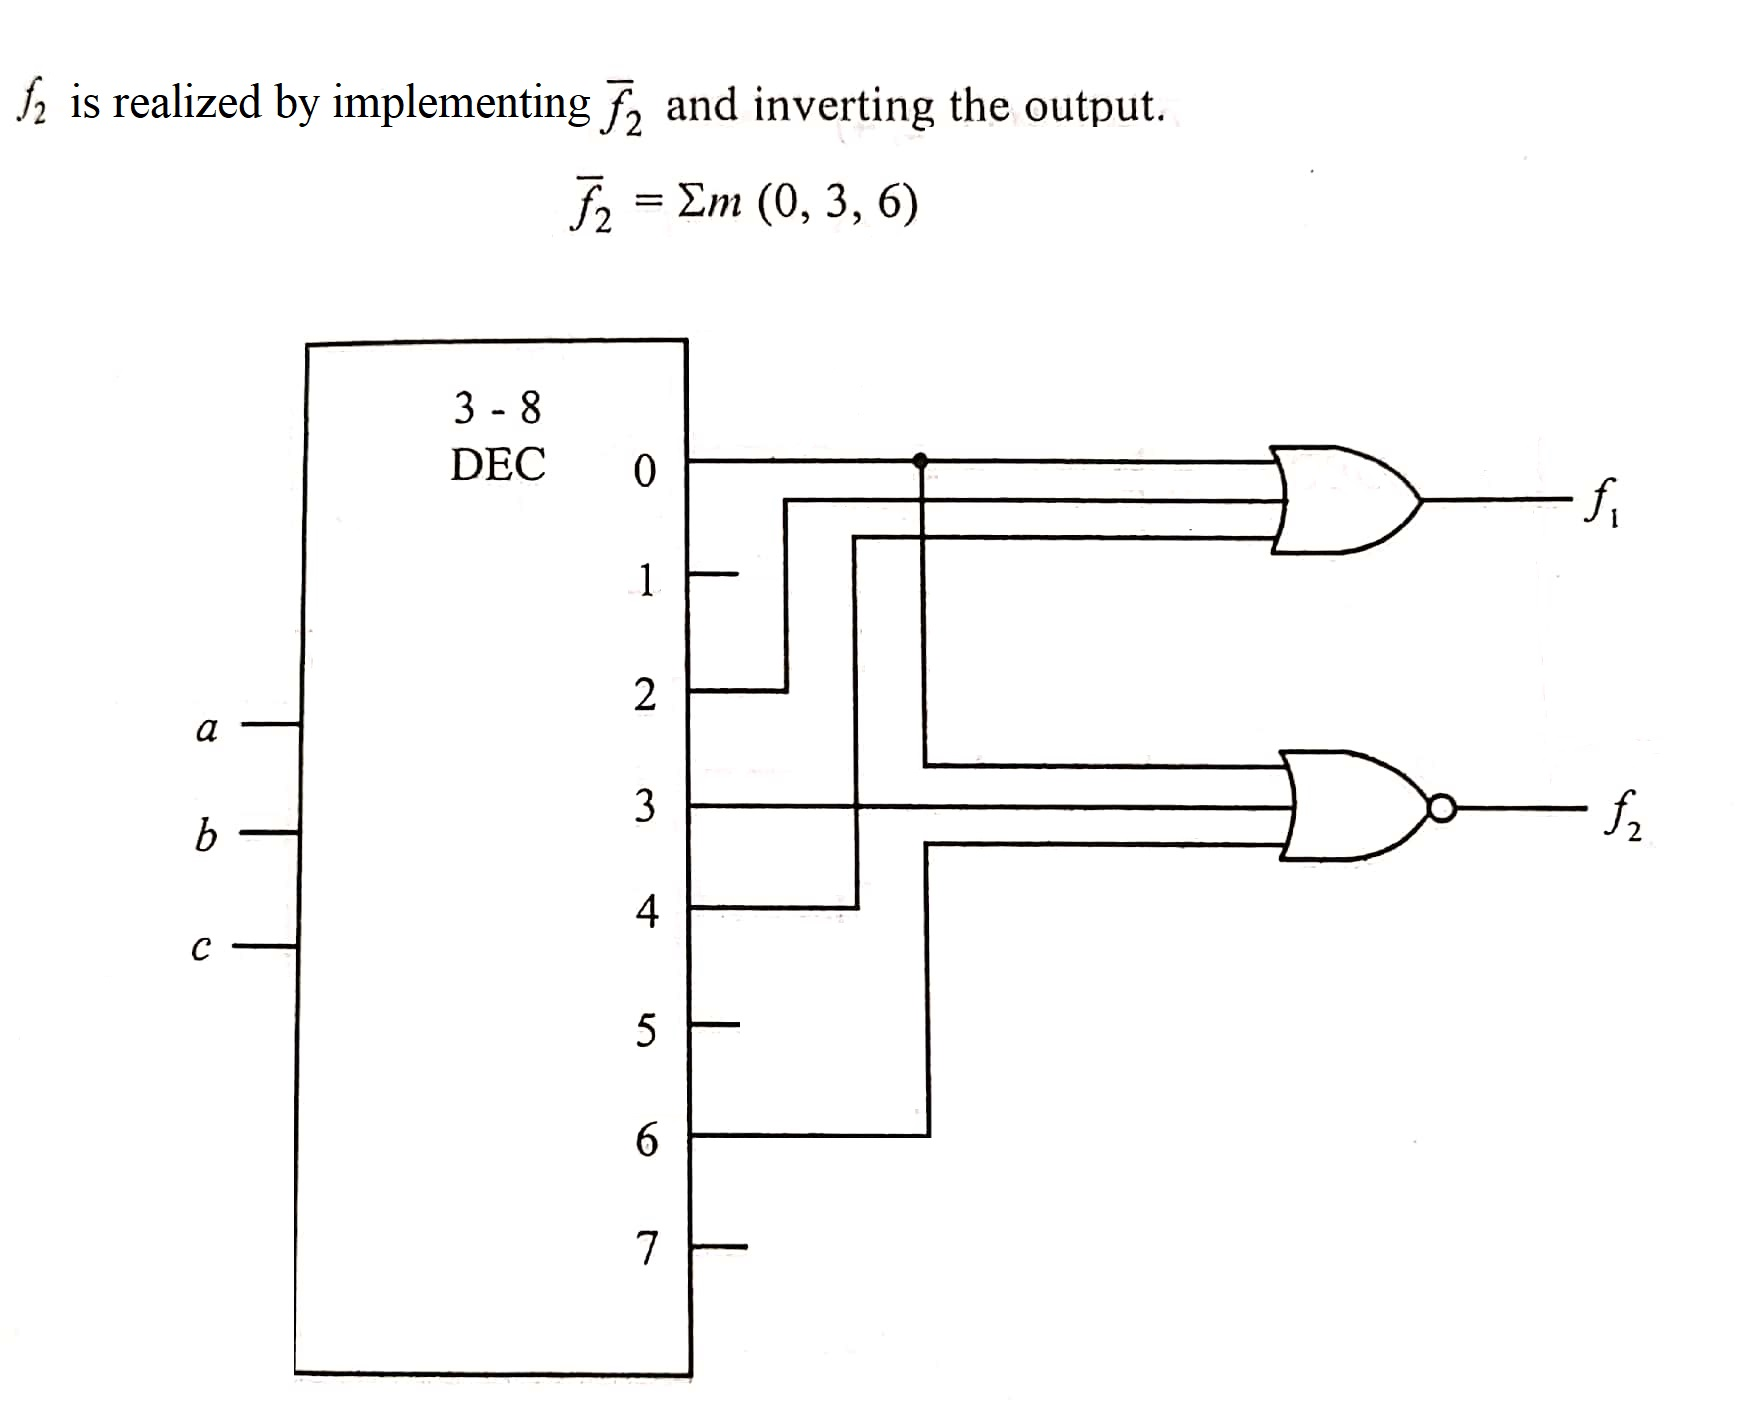 f₂ is realized by implementing f̅₂ and inverting the output.
f̅₂ = Σm (0, 3, 6)
3 - 8
DEC
0
f₁
1
2
a
3
f₂
b
4
c
5
6
7